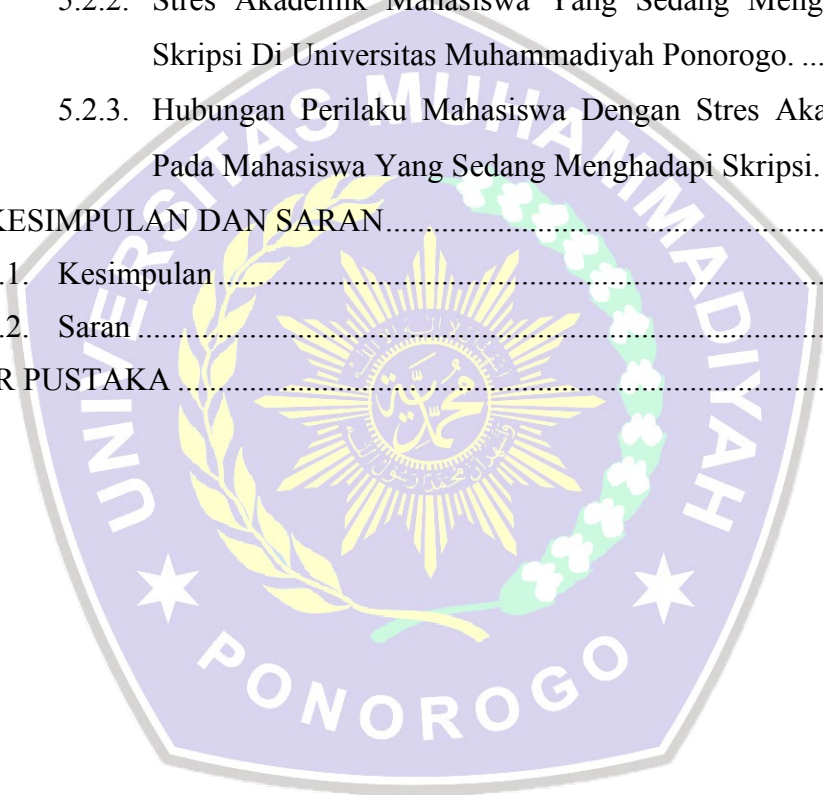 5.2.2. Stres Akademik Mahasiswa Yang Sedang Meng
Skripsi Di Universitas Muhammadiyah Ponorogo. ...
5.2.3. Hubungan Perilaku Mahasiswa Dengan Stres Aka
Pada Mahasiswa Yang Sedang Menghadapi Skripsi.
KESIMPULAN DAN SARAN......................................................
.1. Kesimpulan ..........................................................................
.2. Saran ....................................................................................
R PUSTAKA ...............................................................................
UNIVERSITAS MUHAMMADIYAH
PONOROGO
محمدية